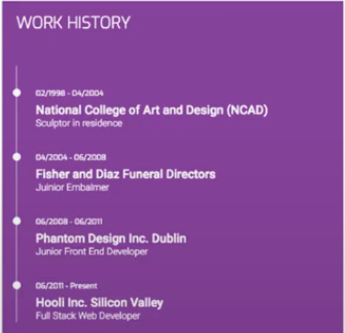 WORK HISTORY
02/1998 - 04/2004
National College of Art and Design (NCAD)
Sculptor in residence
04/2004 - 06/2008
Fisher and Diaz Funeral Directors
Juinior Embalmer
06/2008 - 06/2011
Phantom Design Inc. Dublin
Junior Front End Developer
06/2011 - Present
Hooli Inc. Silicon Valley
Full Stack Web Developer